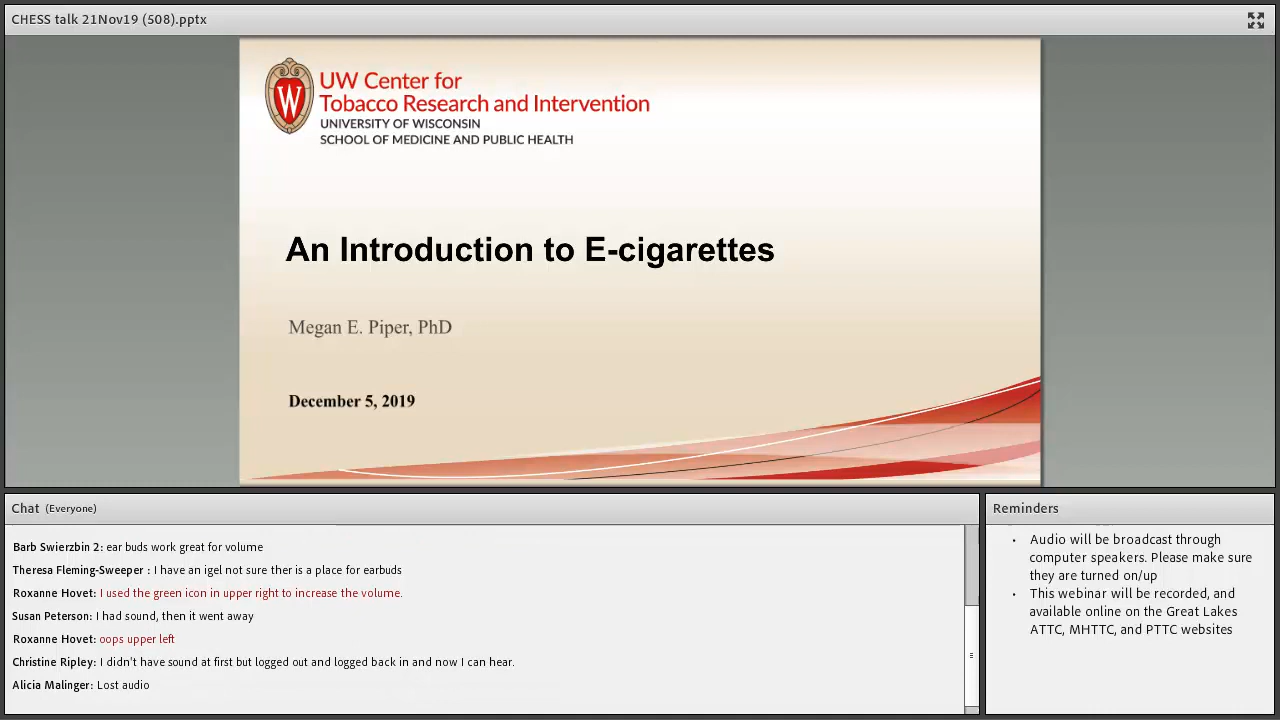 CHESS talk 21Nov19 (508).pptx
W
UW Center for
Tobacco Research and Intervention
UNIVERSITY OF WISCONSIN
SCHOOL OF MEDICINE AND PUBLIC HEALTH
An Introduction to E-cigarettes
Megan E. Piper, PhD
December 5, 2019
Chat (Everyone)
Barb Swierzbin 2: ear buds work great for volume
Theresa Fleming-Sweeper : I have an igel not sure ther is a place for earbuds
Roxanne Hovet: I used the green icon in upper right to increase the volume.
Susan Peterson: I had sound, then it went away
Roxanne Hovet: oops upper left
Christine Ripley: I didn't have sound at first but logged out and logged back in and now I can hear.
Alicia Malinger: Lost audio
Reminders
• Audio will be broadcast through
computer speakers. Please make sure
they are turned on/up
• This webinar will be recorded, and
available online on the Great Lakes
ATTC, MHTTC, and PTTC websites